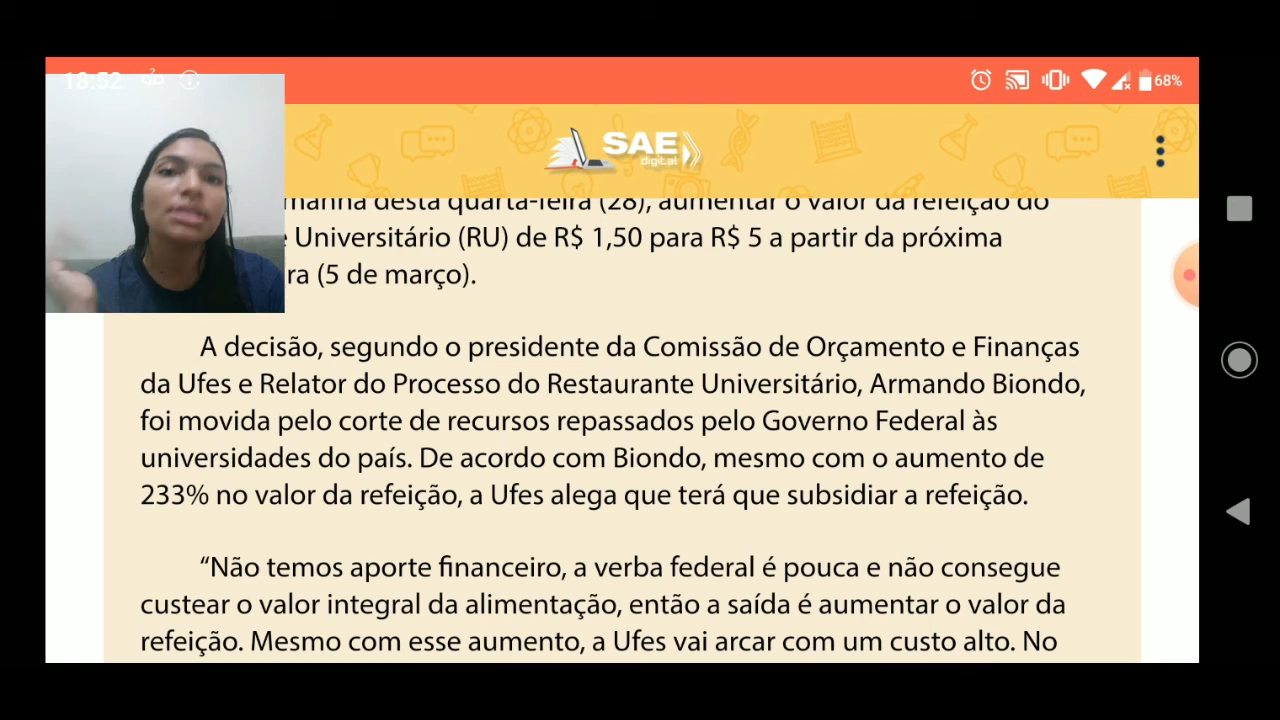 18:52
68%
SAE
digital
manhã desta quarta-feira (28), aumentar o valor da refeição do
Universitário (RU) de R$ 1,50 para R$ 5 a partir da próxima
ra (5 de março).
A decisão, segundo o presidente da Comissão de Orçamento e Finanças
da Ufes e Relator do Processo do Restaurante Universitário, Armando Biondo,
foi movida pelo corte de recursos repassados pelo Governo Federal às
universidades do país. De acordo com Biondo, mesmo com o aumento de
233% no valor da refeição, a Ufes alega que terá que subsidiar a refeição.
“Não temos aporte financeiro, a verba federal é pouca e não consegue
custear o valor integral da alimentação, então a saída é aumentar o valor da
refeição. Mesmo com esse aumento, a Ufes vai arcar com um custo alto. No